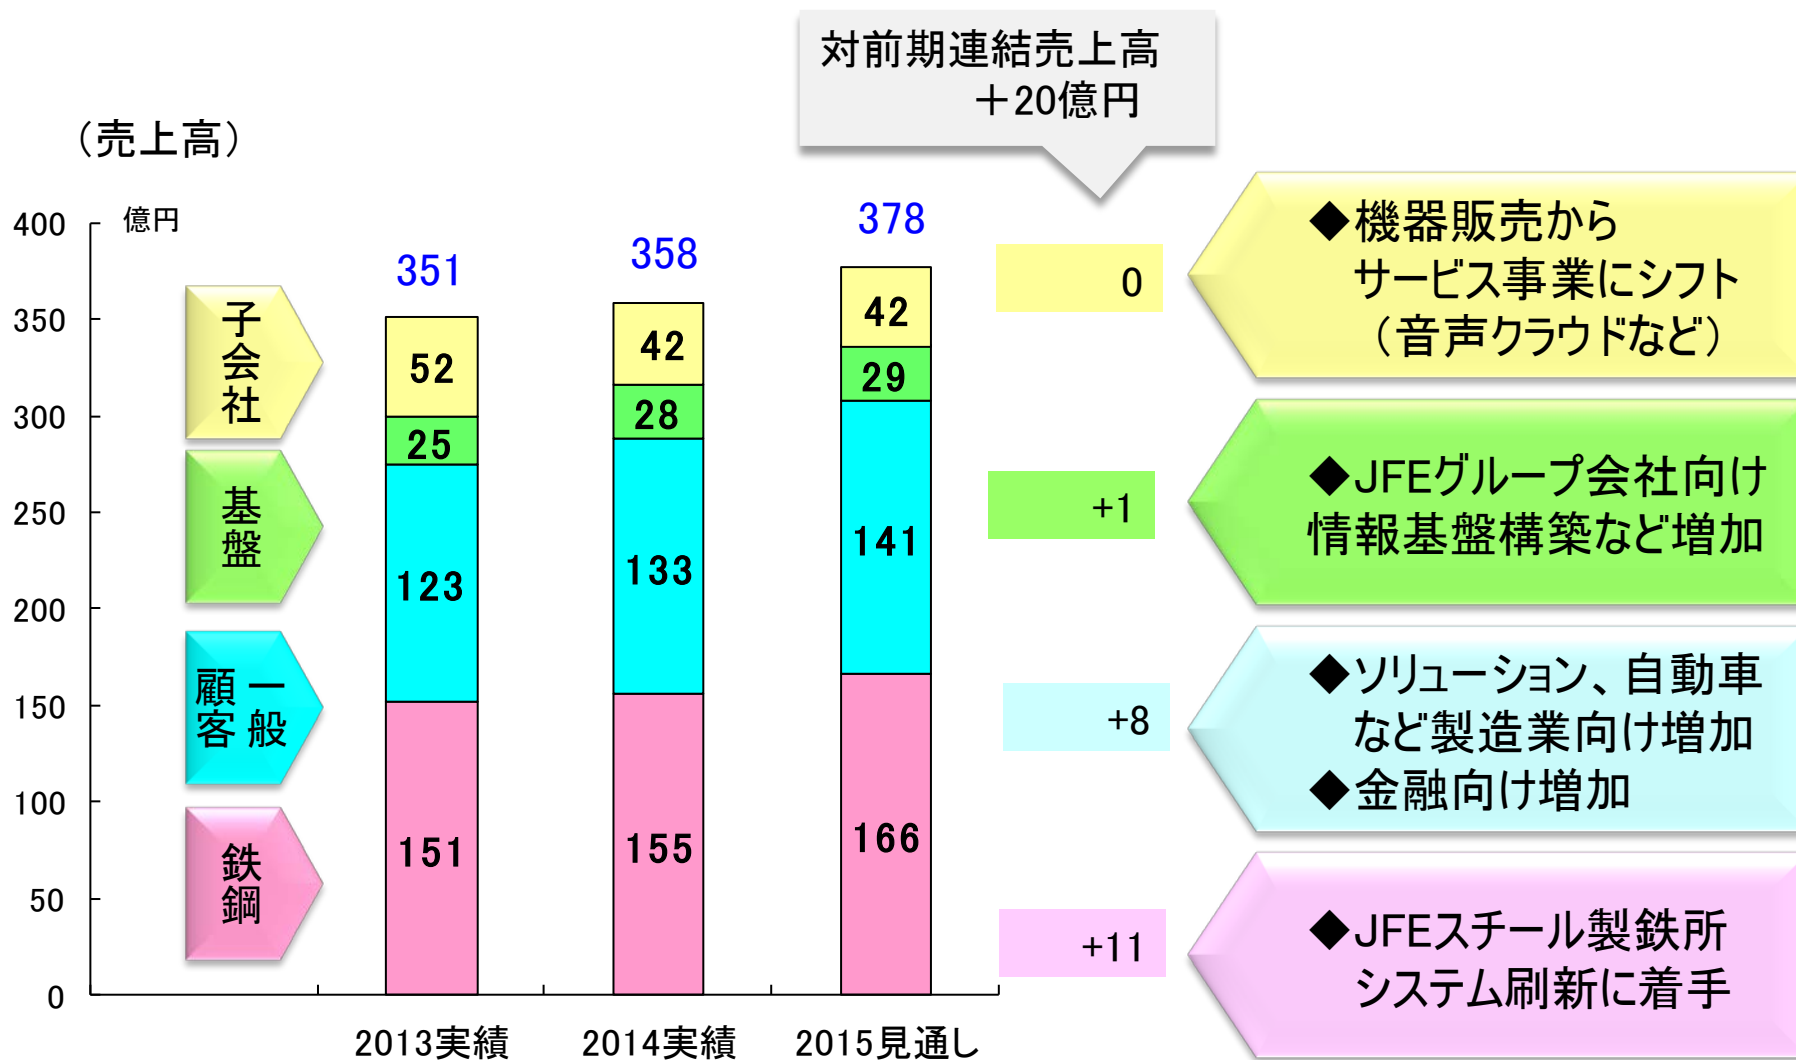 対前期連結売上高
＋20億円
（売上高）
億円
400
350
300
250
200
150
100
50
0
子会社
基盤
一般
顧客
鉄鋼
351
52
25
123
151
2013実績
358
42
28
133
155
2014実績
378
42
29
141
166
2015見通し
0
+1
+8
+11
◆機器販売から
サービス事業にシフト
（音声クラウドなど）
◆JFEグループ会社向け
情報基盤構築など増加
◆ソリューション、自動車
など製造業向け増加
◆金融向け増加
◆JFEスチール製鉄所
システム刷新に着手